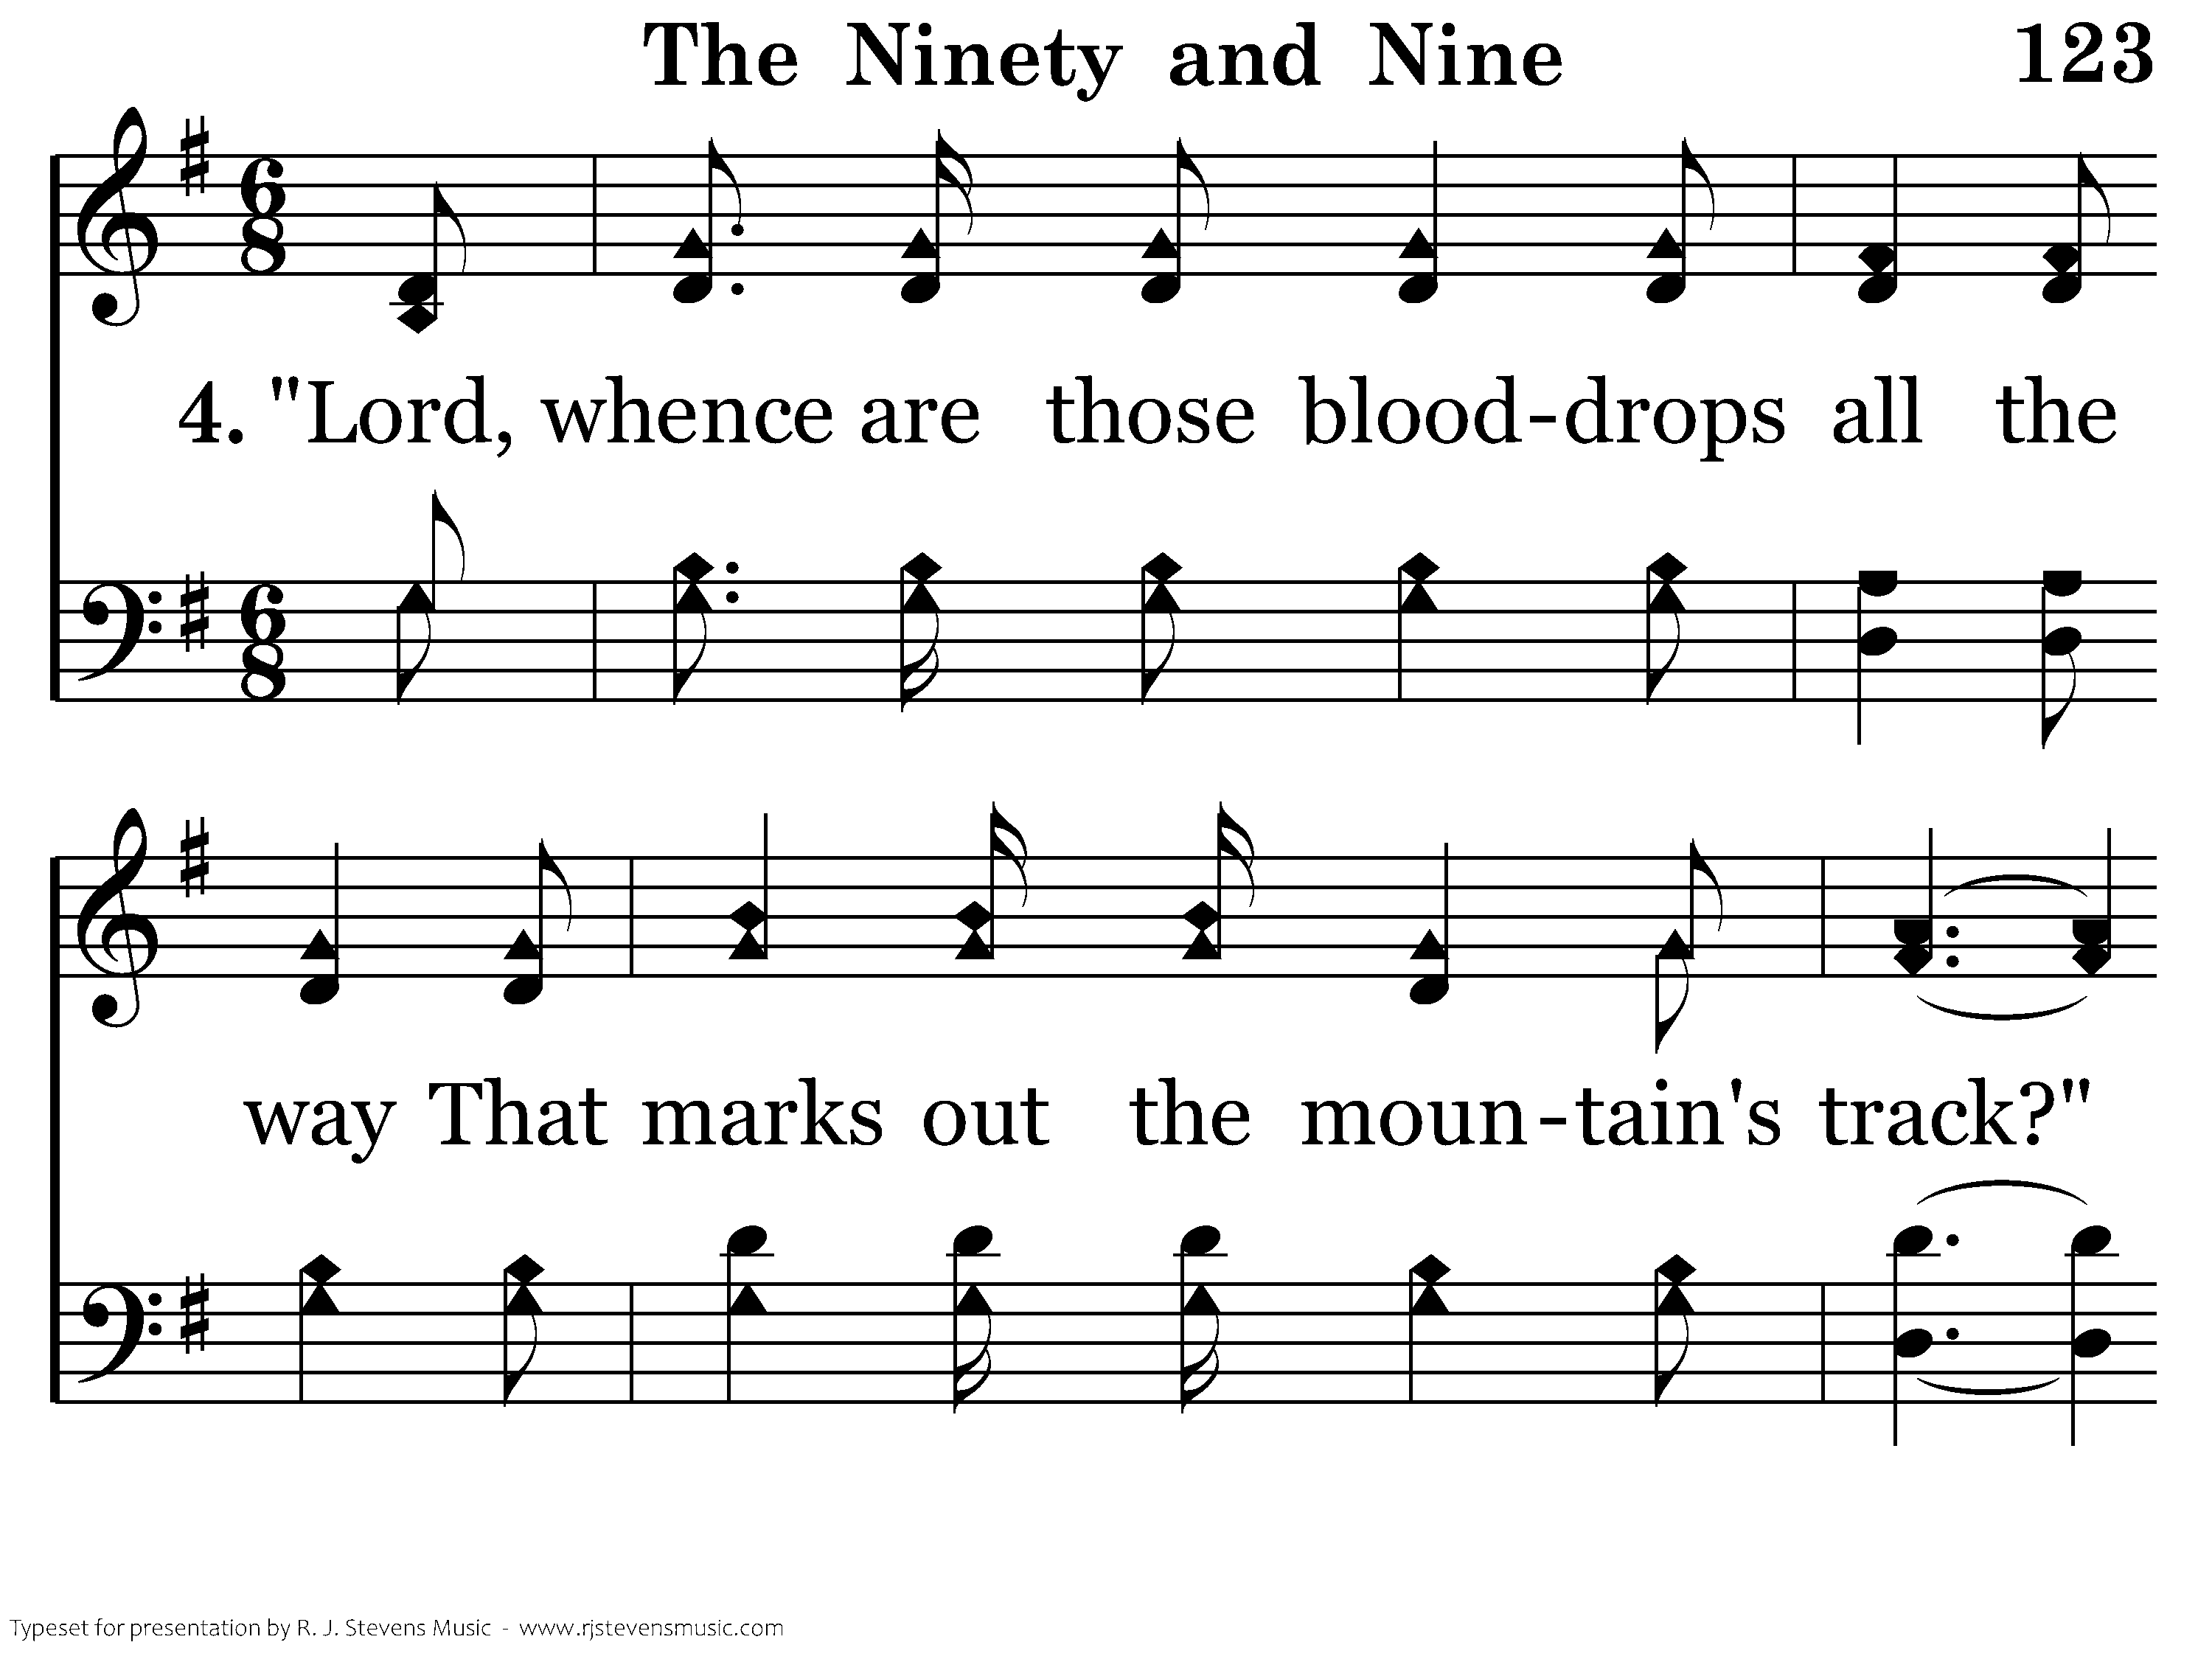 The Ninety and Nine 123
4. "Lord, whence are those blood-drops all the
way That marks out the moun-tain's track?"
Typeset for presentation by R. J. Stevens Music - www.rjstevensmusic.com